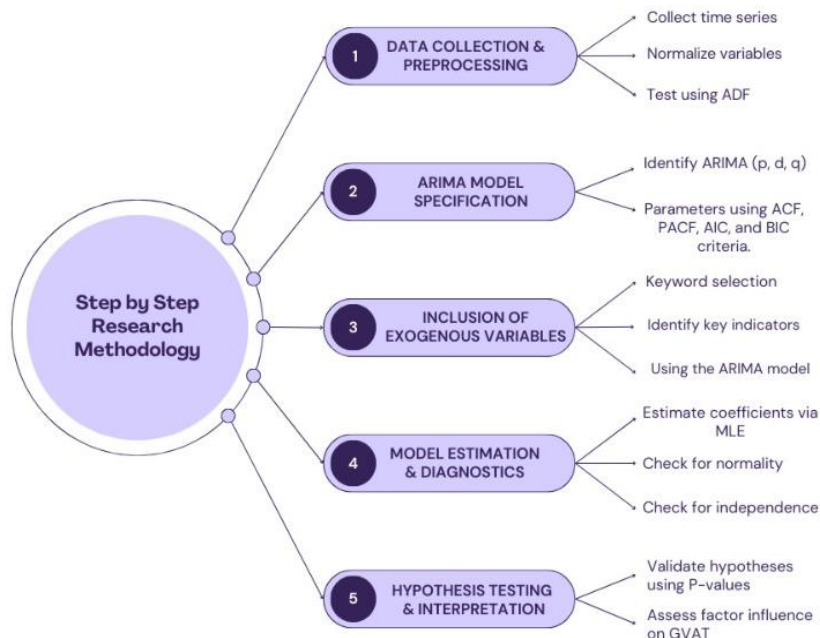 Step by Step
Research
Methodology
1
DATA COLLECTION &
PREPROCESSING
Collect time series
Normalize variables
Test using ADF
2
ARIMA MODEL
SPECIFICATION
Identify ARIMA (p, d, q)
Parameters using ACF,
PACF, AIC, and BIC
criteria.
3
INCLUSION OF
EXOGENOUS VARIABLES
Keyword selection
Identify key indicators
Using the ARIMA model
4
MODEL ESTIMATION
& DIAGNOSTICS
Estimate coefficients via
MLE
Check for normality
Check for independence
5
HYPOTHESIS TESTING
& INTERPRETATION
Validate hypotheses
using P-values
Assess factor influence
on GVAT